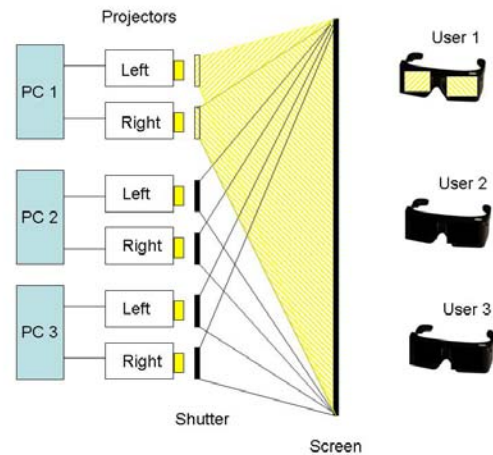 Projectors
User 1
PC 1
Left
Right
User 2
PC 2
Left
Right
User 3
PC 3
Left
Right
Shutter
Screen